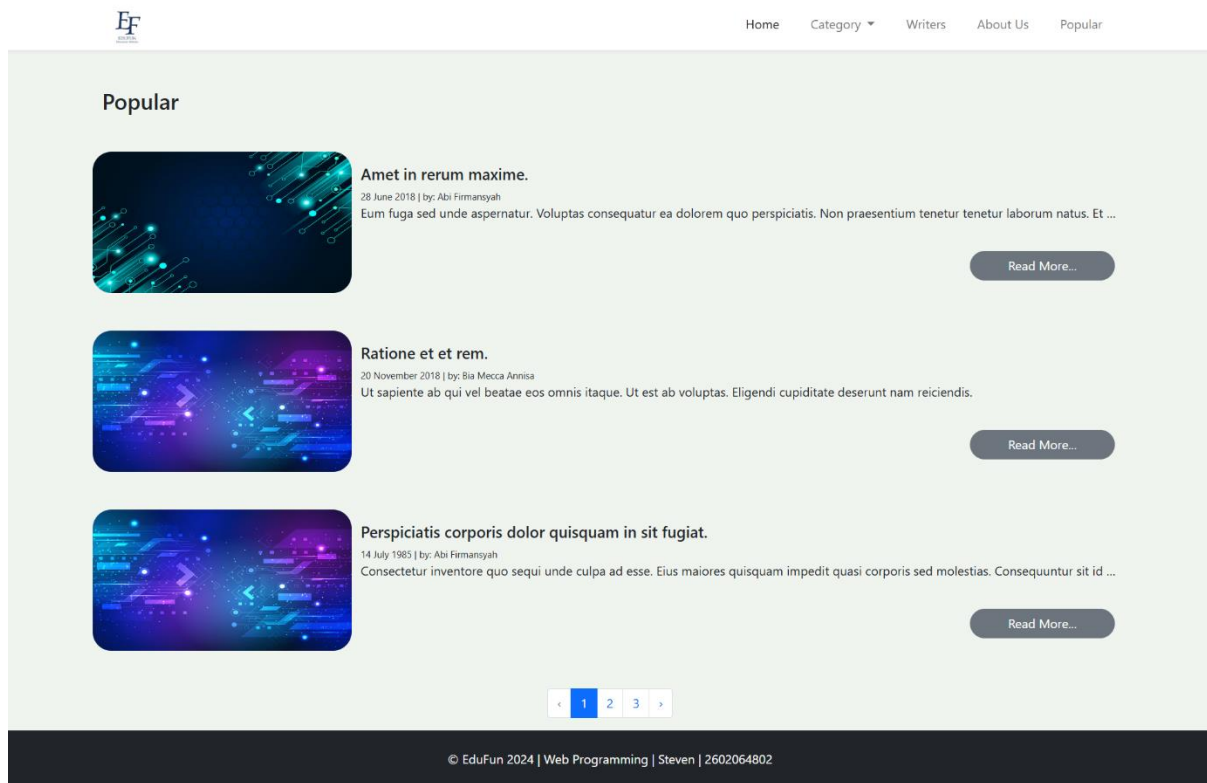 EF
EDUFUN
Home Category Writers About Us Popular
Popular
Amet in rerum maxime.
28 June 2018 | by: Abi Firmansyah
Eum fuga sed unde aspernatur. Voluptas consequatur ea dolorem quo perspiciatis. Non praesentium tenetur tenetur laborum natus. Et ...
Read More...
Ratione et et rem.
20 November 2018 | by: Bia Mecca Annisa
Ut sapiente ab qui vel beatae eos omnis itaque. Ut est ab voluptas. Eligendi cupiditate deserunt nam reiciendis.
Read More...
Perspiciatis corporis dolor quisquam in sit fugiat.
14 July 1985 | by: Abi Firmansyah
Consectetur inventore quo sequi unde culpa ad esse. Eius maiores quisquam impedit quasi corporis sed molestias. Consequuntur sit id ...
Read More...
‹ 1 2 3 ›
© EduFun 2024 | Web Programming | Steven | 2602064802